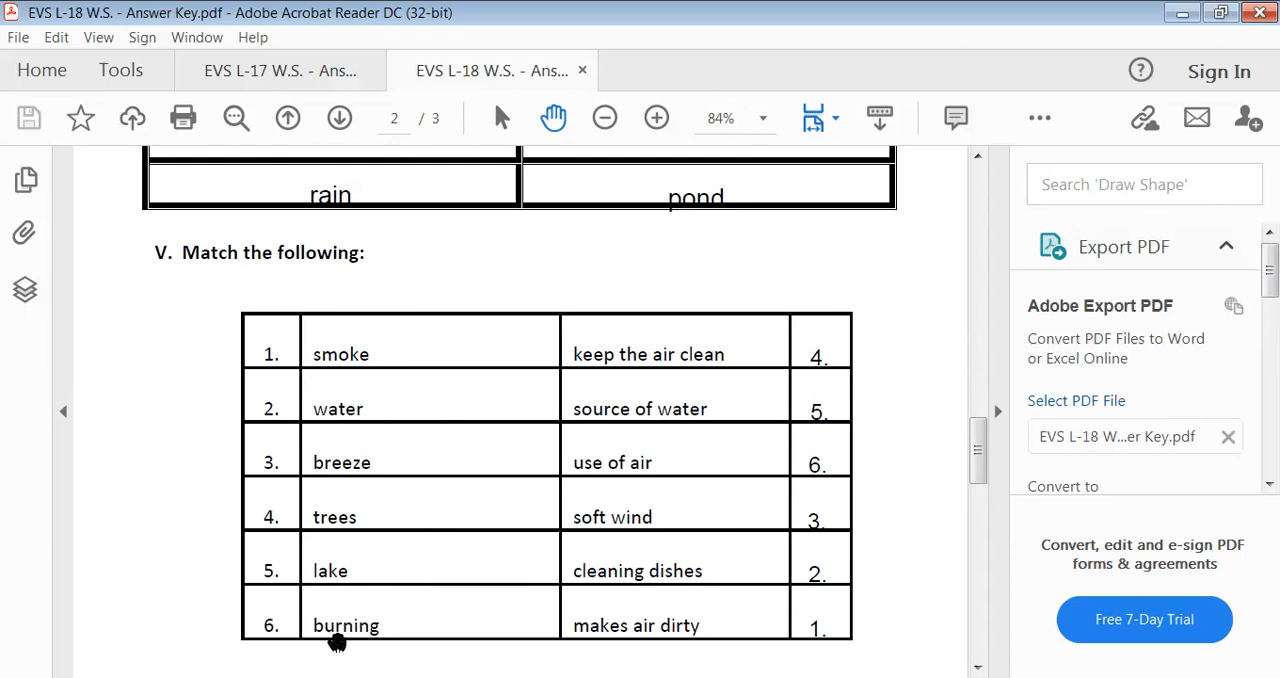 EVS L-18 W.S. - Answer Key.pdf - Adobe Acrobat Reader DC (32-bit)
File Edit View Sign Window Help
Home Tools EVS L-17 W.S. - Ans... EVS L-18 W.S. - Ans... × ? Sign In
2 / 3 84%
rain pond
V. Match the following:
1. smoke keep the air clean 4.
2. water source of water 5.
3. breeze use of air 6.
4. trees soft wind 3.
5. lake cleaning dishes 2.
6. burning makes air dirty 1.
Search 'Draw Shape'
Export PDF
Adobe Export PDF
Convert PDF Files to Word
or Excel Online
Select PDF File
EVS L-18 W...er Key.pdf
Convert to
Convert, edit and e-sign PDF
forms & agreements
Free 7-Day Trial